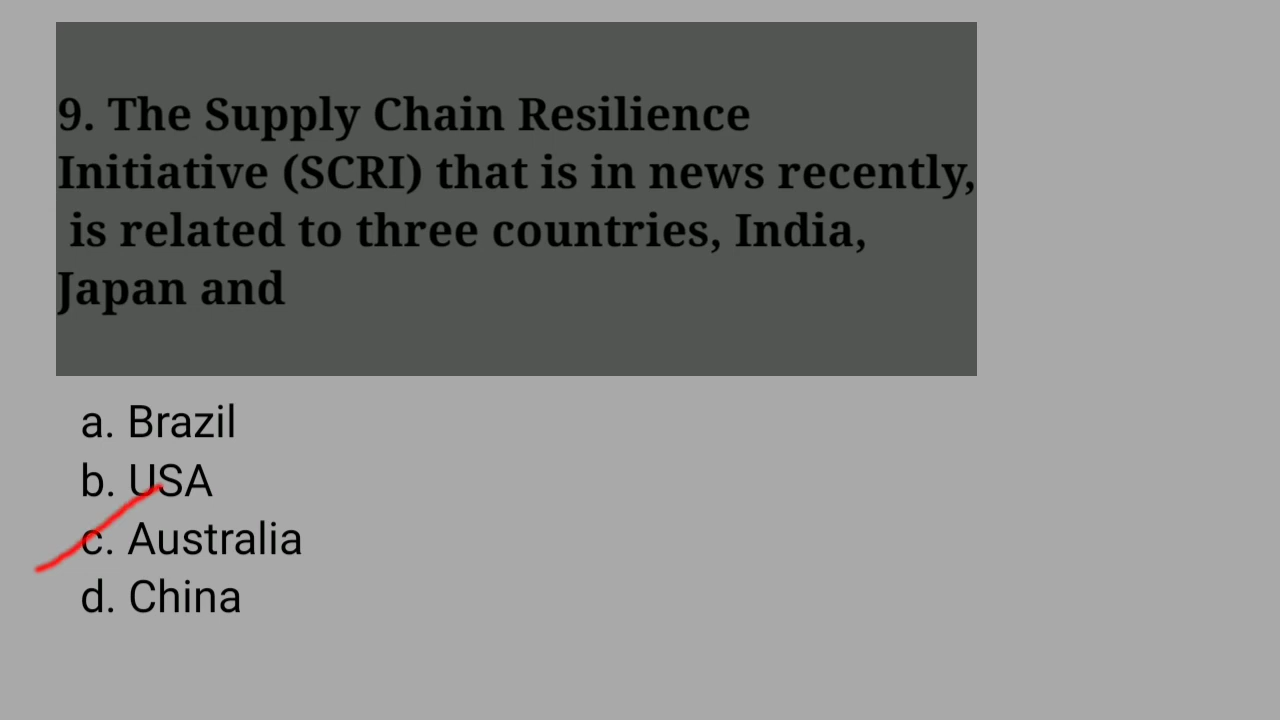 9. The Supply Chain Resilience
Initiative (SCRI) that is in news recently,
is related to three countries, India,
Japan and
a. Brazil
b. USA
c. Australia
d. China